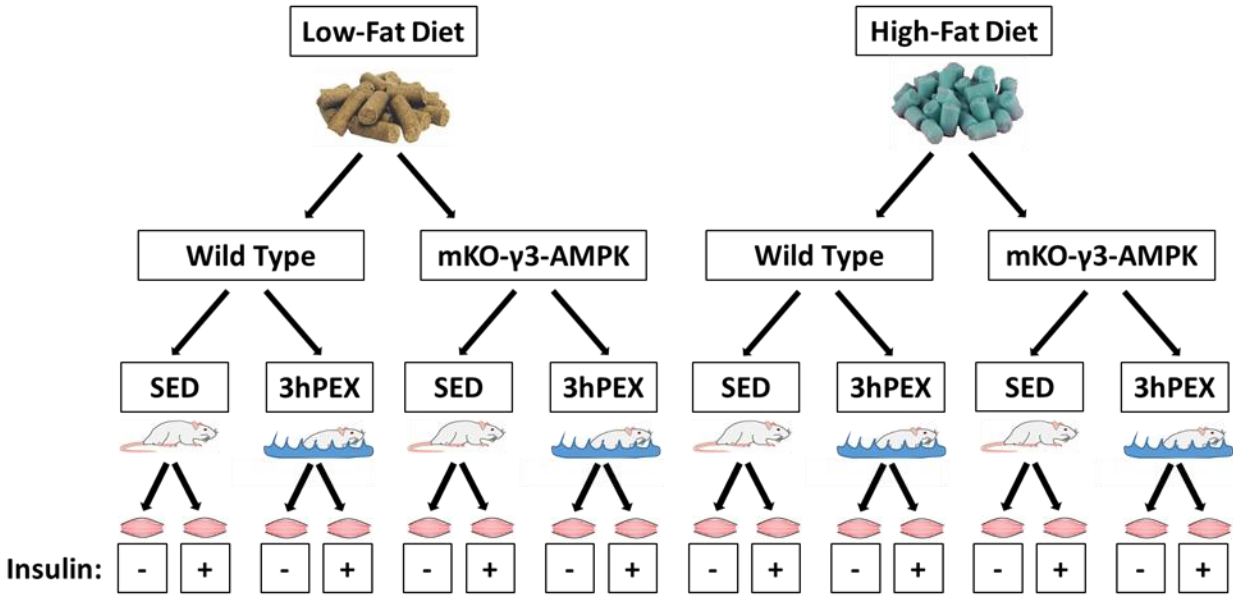 Low-Fat Diet High-Fat Diet
Wild Type mKO-γ3-AMPK Wild Type mKO-γ3-AMPK
SED 3hPEX SED 3hPEX SED 3hPEX SED 3hPEX
Insulin: - + - + - + - + - + - + - + - +